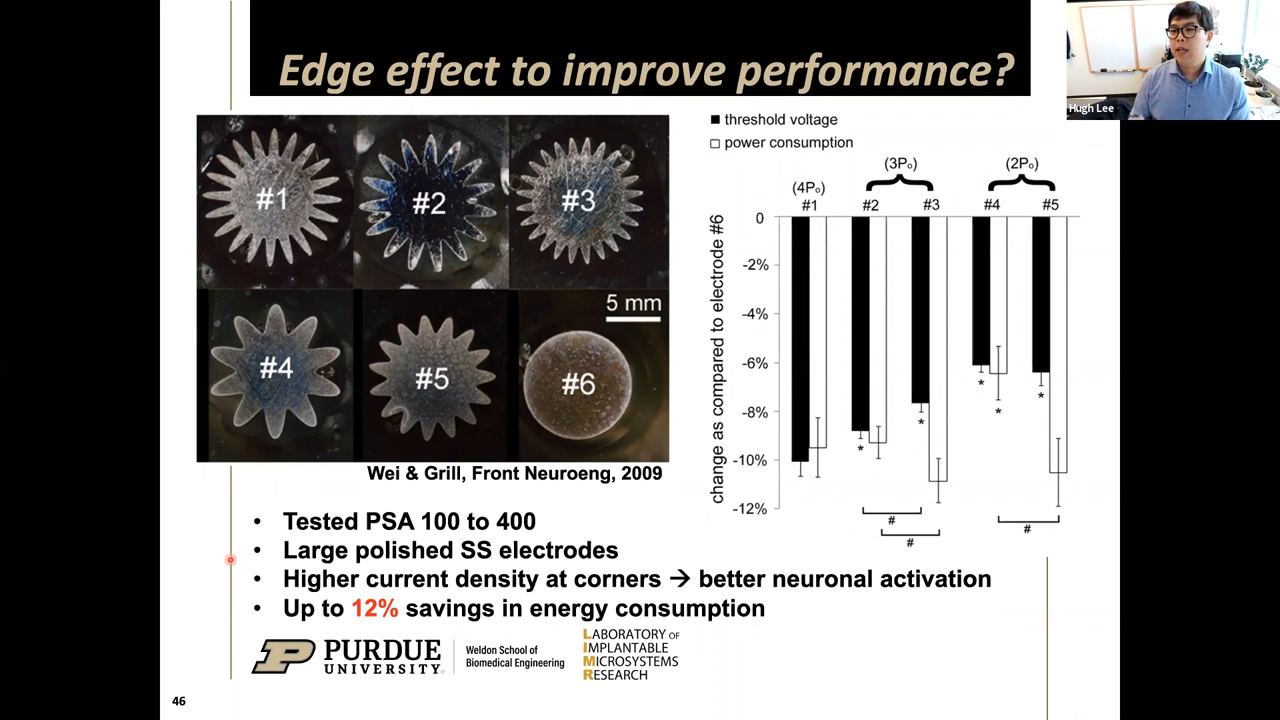 Edge effect to improve performance?
Hugh Lee
#1
#2
#3
#4
#5
#6
5 mm
Wei & Grill, Front Neuroeng, 2009
threshold voltage
power consumption
(3Pₒ)
(2Pₒ)
(4Pₒ)
#1
#2
#3
#4
#5
change as compared to electrode #6
0
-2%
-4%
-6%
-8%
-10%
-12%
*
*
*
*
*
#
#
#
• Tested PSA 100 to 400
• Large polished SS electrodes
• Higher current density at corners → better neuronal activation
• Up to 12% savings in energy consumption
P
PURDUE
UNIVERSITY.
Weldon School of
Biomedical Engineering
LABORATORY OF
IMPLANTABLE
MICROSYSTEMS
RESEARCH
46